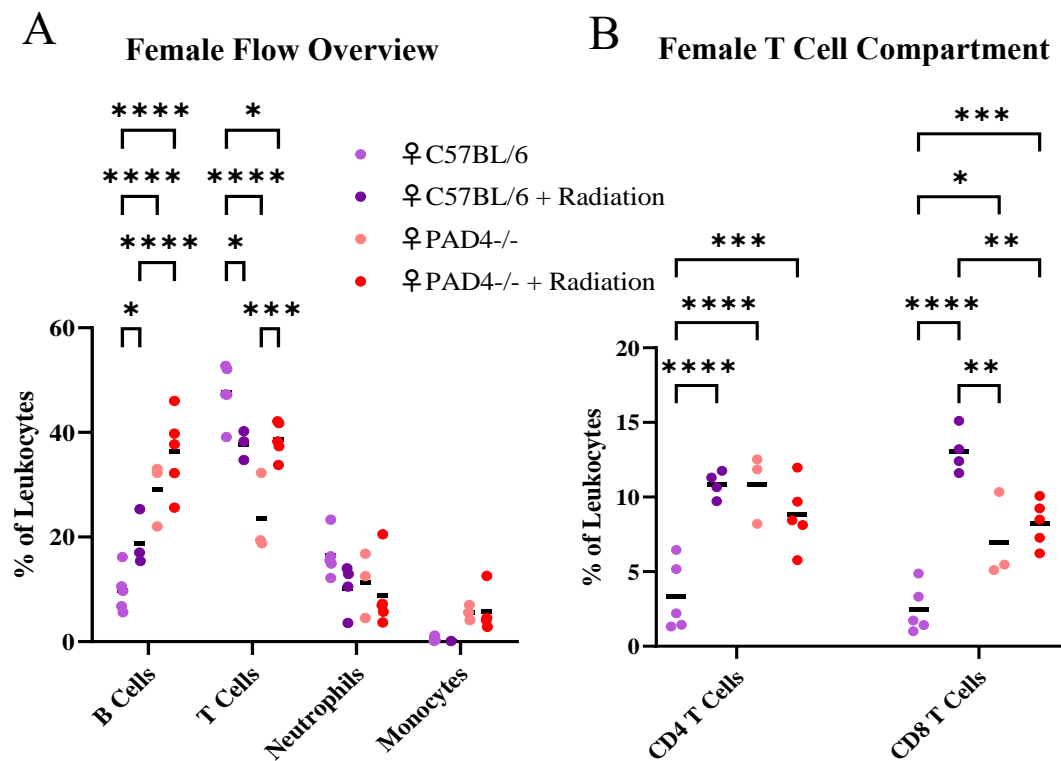 A
Female Flow Overview
B
Female T Cell Compartment
**** *
**** ****
****
* *
***
♀C57BL/6
♀C57BL/6 + Radiation
♀PAD4-/-
♀PAD4-/- + Radiation
% of Leukocytes
60
40
20
0
B Cells
T Cells
Neutrophils
Monocytes
***
*
*** **
**** ****
**** **
% of Leukocytes
20
15
10
5
0
CD4 T Cells
CD8 T Cells